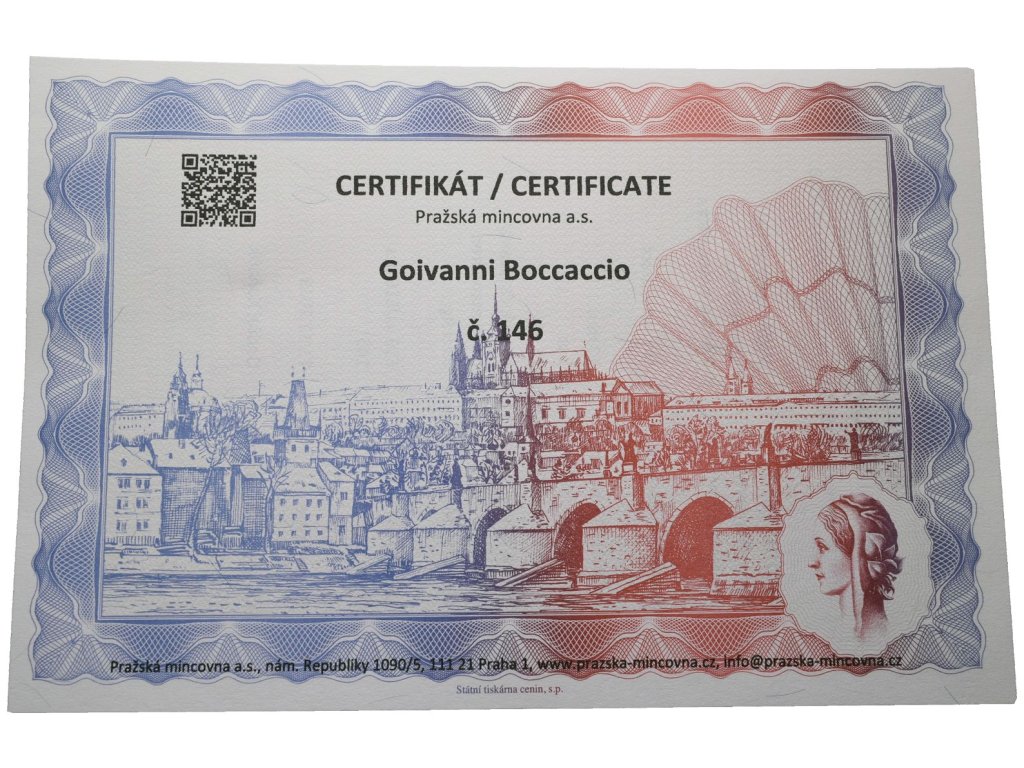 CERTIFIKÁT / CERTIFICATE
Pražská mincovna a.s.
Goivanni Boccaccio
č. 146
Pražská mincovna a.s., nám. Republiky 1090/5, 111 21 Praha 1, www.prazska-mincovna.cz, info@prazska-mincovna.cz
Státní tiskárna cenin, s.p.